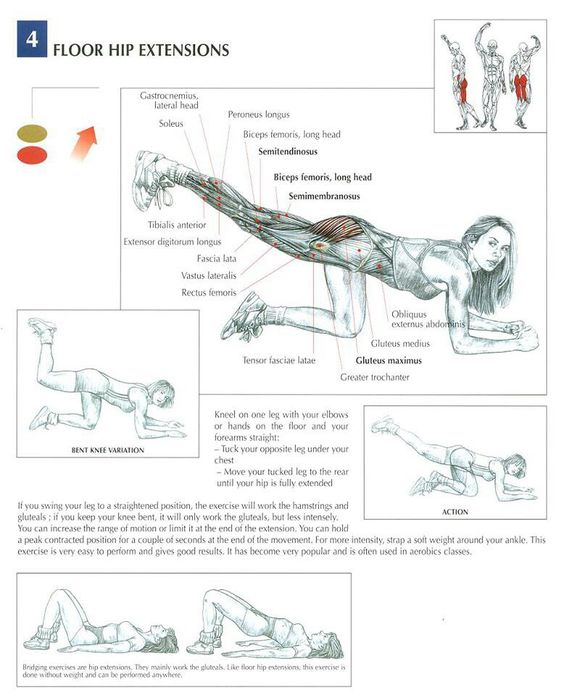 4
FLOOR HIP EXTENSIONS
Gastrocnemius,
lateral head
Peroneus longus
Soleus
Biceps femoris, long head
Semitendinosus
Biceps femoris, long head
Semimembranosus
Tibialis anterior
Extensor digitorum longus
Fascia lata
Vastus lateralis
Rectus femoris
Obliquus
externus abdominis
Gluteus medius
Tensor fasciae latae
Gluteus maximus
Greater trochanter
BENT KNEE VARIATION
Kneel on one leg with your elbows
or hands on the floor and your
forearms straight:
– Tuck your opposite leg under your
chest
– Move your tucked leg to the rear
until your hip is fully extended
ACTION
If you swing your leg to a straightened position, the exercise will work the hamstrings and
gluteals ; if you keep your knee bent, it will only work the gluteals, but less intensely.
You can increase the range of motion or limit it at the end of the extension. You can hold
a peak contracted position for a couple of seconds at the end of the movement. For more intensity, strap a soft weight around your ankle. This
exercise is very easy to perform and gives good results. It has become very popular and is often used in aerobics classes.
Bridging exercises are hip extensions. They mainly work the gluteals. Like floor hip extensions, this exercise is
done without weight and can be performed anywhere.